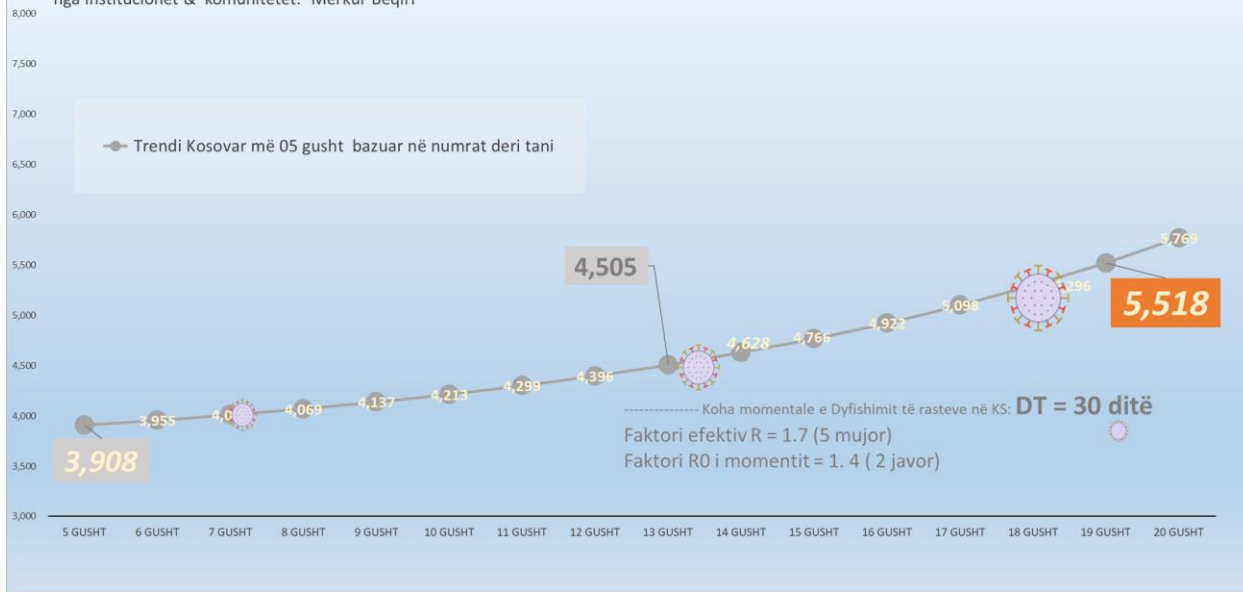 nga institucionet & komunitetet. Merkur Beqiri
8,000
7,500
7,000
6,500
6,000
5,500
5,000
4,500
4,000
3,500
3,000
Trendi Kosovar më 05 gusht bazuar në numrat deri tani
3,908
3,955
4,069
4,137
4,213
4,299
4,396
4,505
4,628
4,766
4,922
5,098
5,518
5,769
-------------- Koha momentale e Dyfishimit të rasteve në KS: DT = 30 ditë
Faktori efektiv R = 1.7 (5 mujor)
Faktori R0 i momentit = 1. 4 ( 2 javor)
5 GUSHT
6 GUSHT
7 GUSHT
8 GUSHT
9 GUSHT
10 GUSHT
11 GUSHT
12 GUSHT
13 GUSHT
14 GUSHT
15 GUSHT
16 GUSHT
17 GUSHT
18 GUSHT
19 GUSHT
20 GUSHT